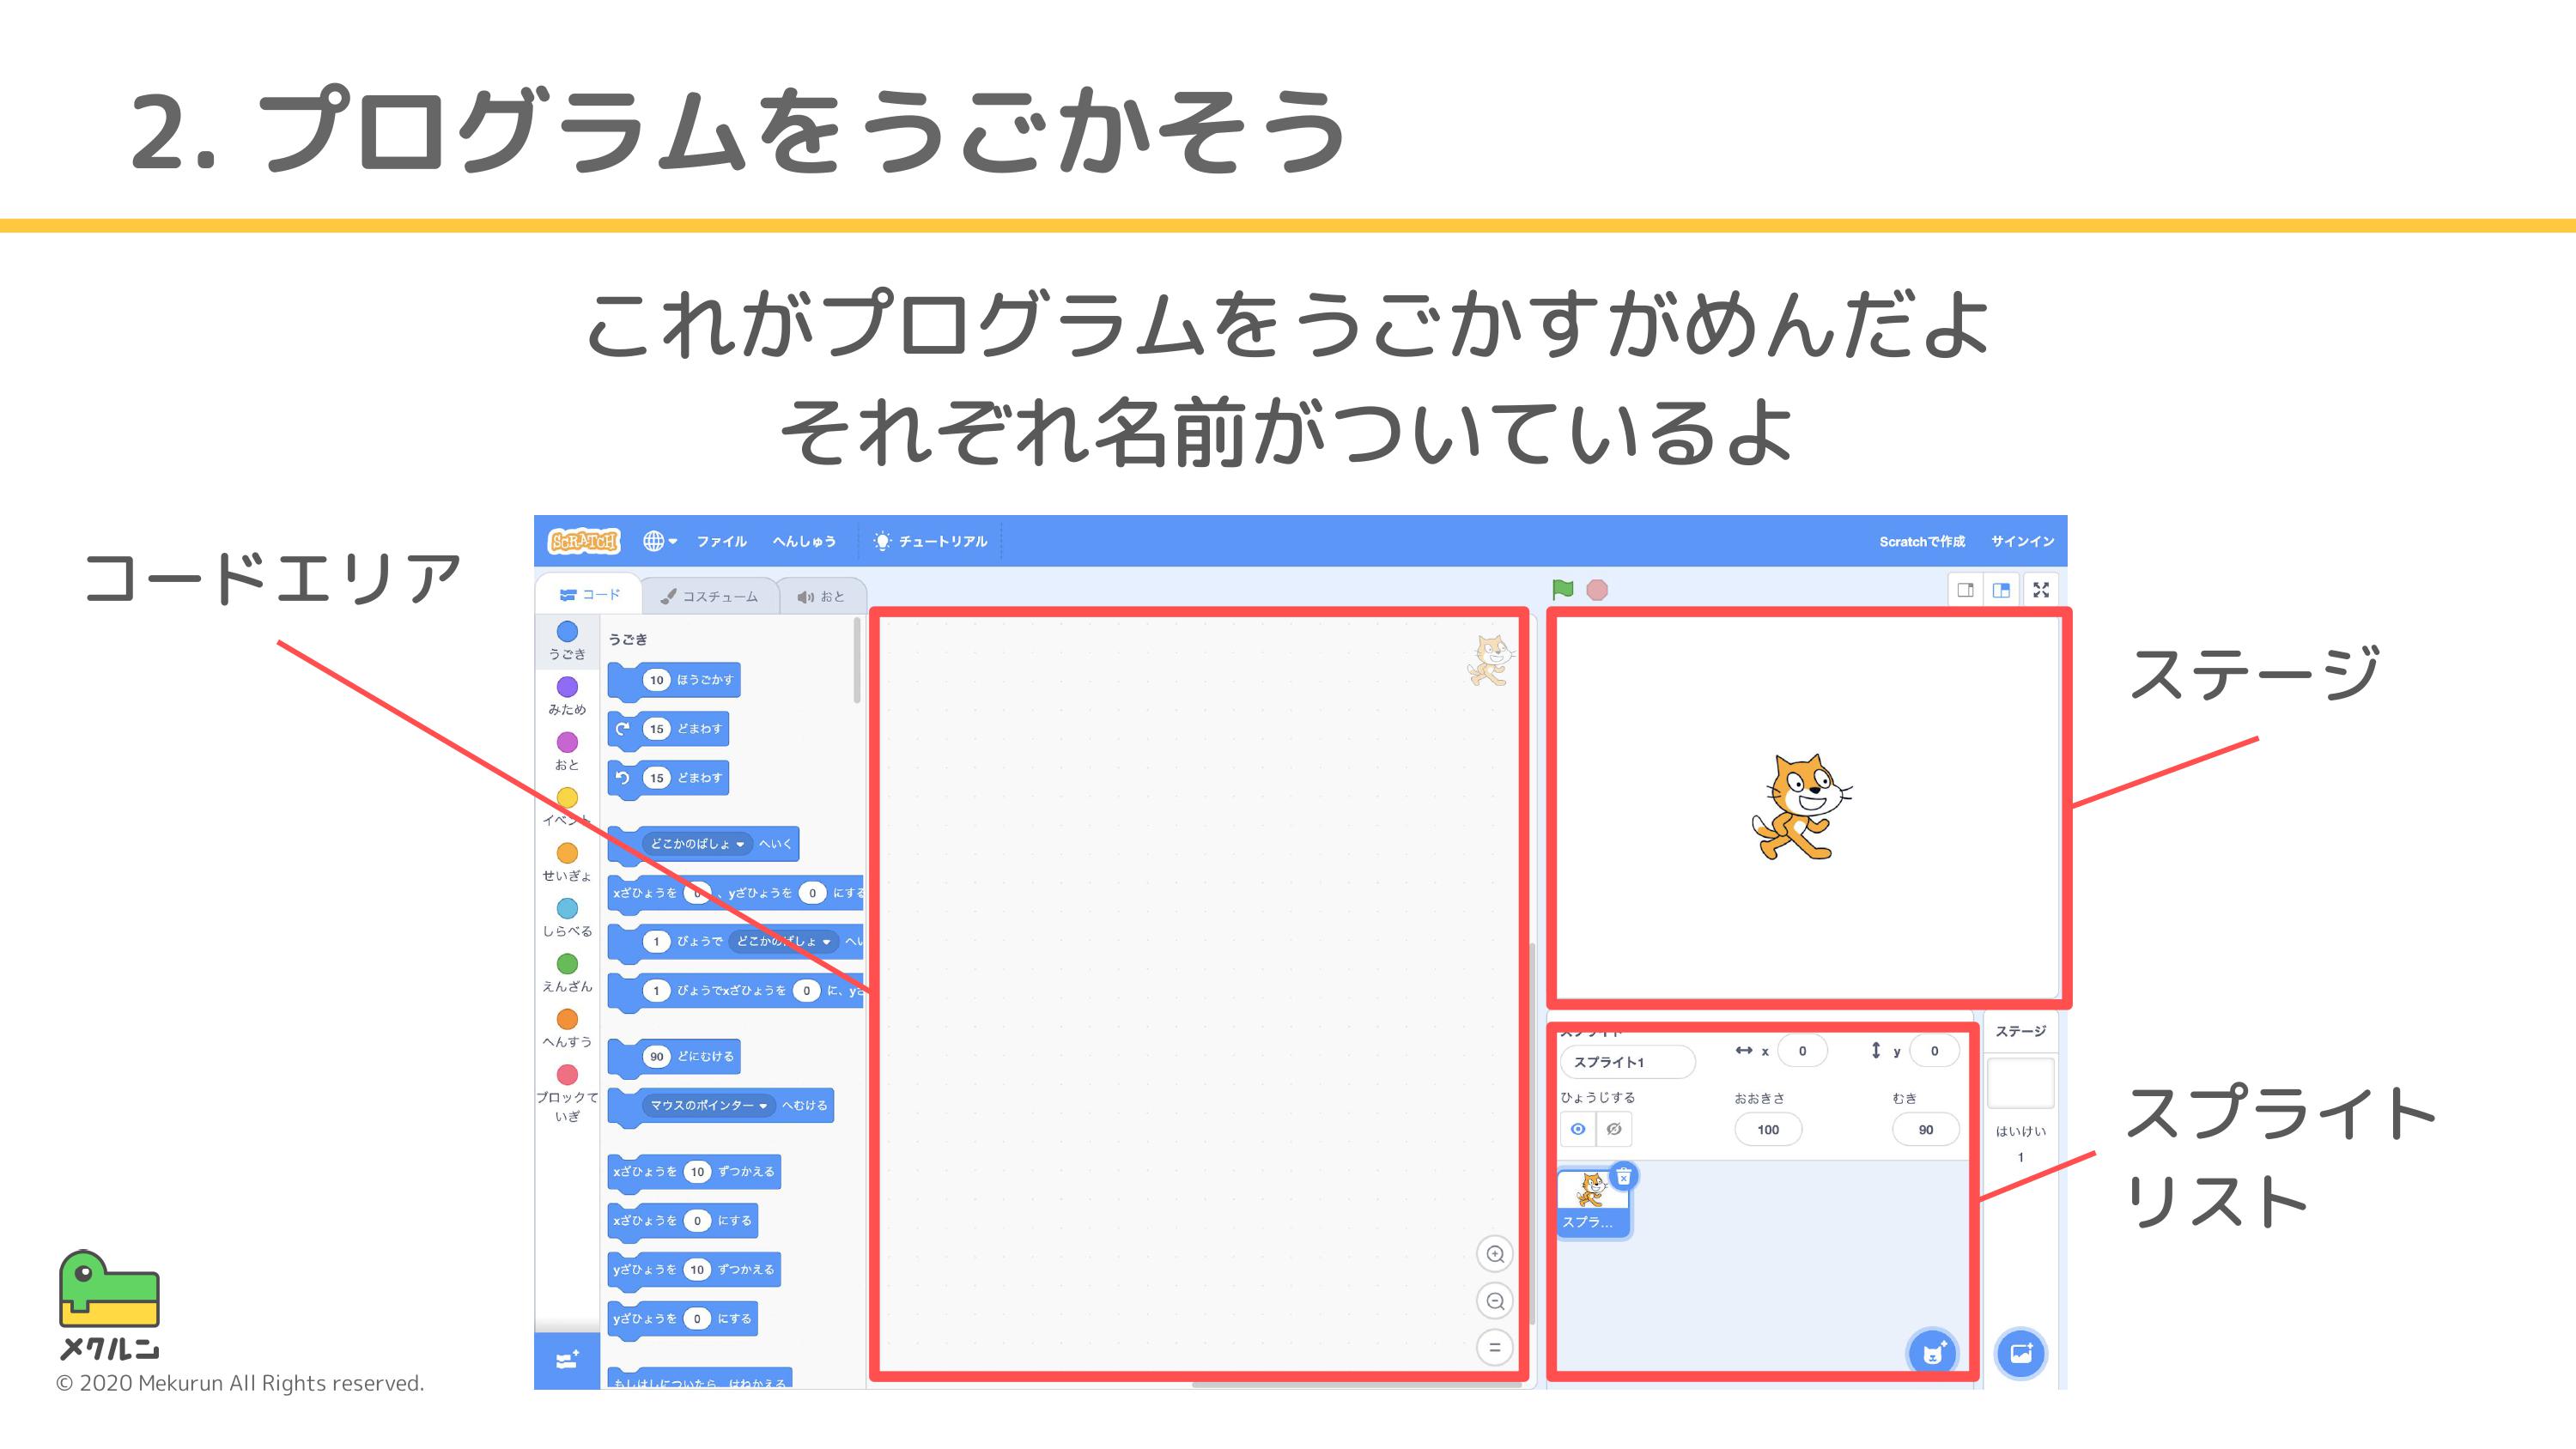 2. プログラムをうごかそう
これがプログラムをうごかすがめんだよ
それぞれ名前がついているよ
コードエリア
ステージ
スプライト
リスト
SCRATCH
ファイル
へんしゅう
チュートリアル
Scratchで作成
サインイン
コード
コスチューム
おと
うごき
みため
おと
イベント
せいぎょ
しらべる
えんざん
へんすう
ブロックて
いぎ
うごき
10 ほうごかす
15 どまわす
15 どまわす
どこかのばしょ へいく
xざひょうを 0 、yざひょうを 0 にする
1 びょうで どこかのばしょ へい
1 びょうでxざひょうを 0 に、yざ
90 どにむける
マウスのポインター へむける
xざひょうを 10 ずつかえる
xざひょうを 0 にする
yざひょうを 10 ずつかえる
yざひょうを 0 にする
もしはしについたら、はねかえる
スプライト
スプライト1
x 0
y 0
ひょうじする
おおきさ
むき
100
90
スプラ...
ステージ
はいけい
1
メクルン
© 2020 Mekurun All Rights reserved.